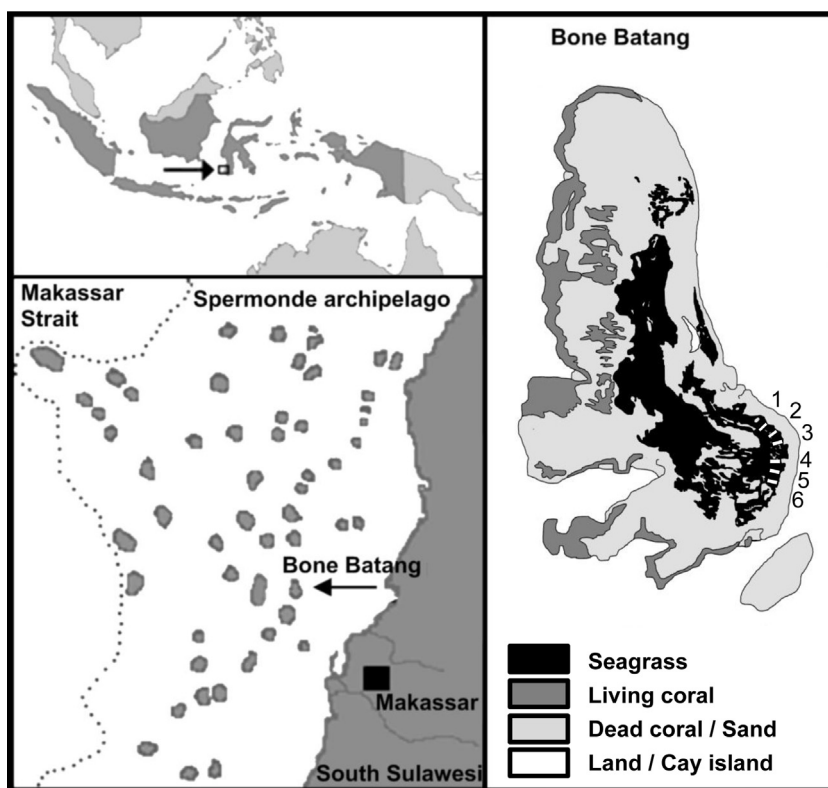 Makassar
Strait
Spermonde archipelago
Bone Batang
Makassar
South Sulawesi
Bone Batang
1
2
3
4
5
6
Seagrass
Living coral
Dead coral / Sand
Land / Cay island